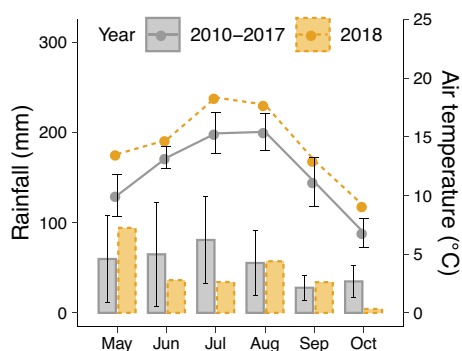 Year 2010–2017 2018
Rainfall (mm)
300
200
100
0
Air temperature (°C)
25
20
15
10
5
0
May Jun Jul Aug Sep Oct